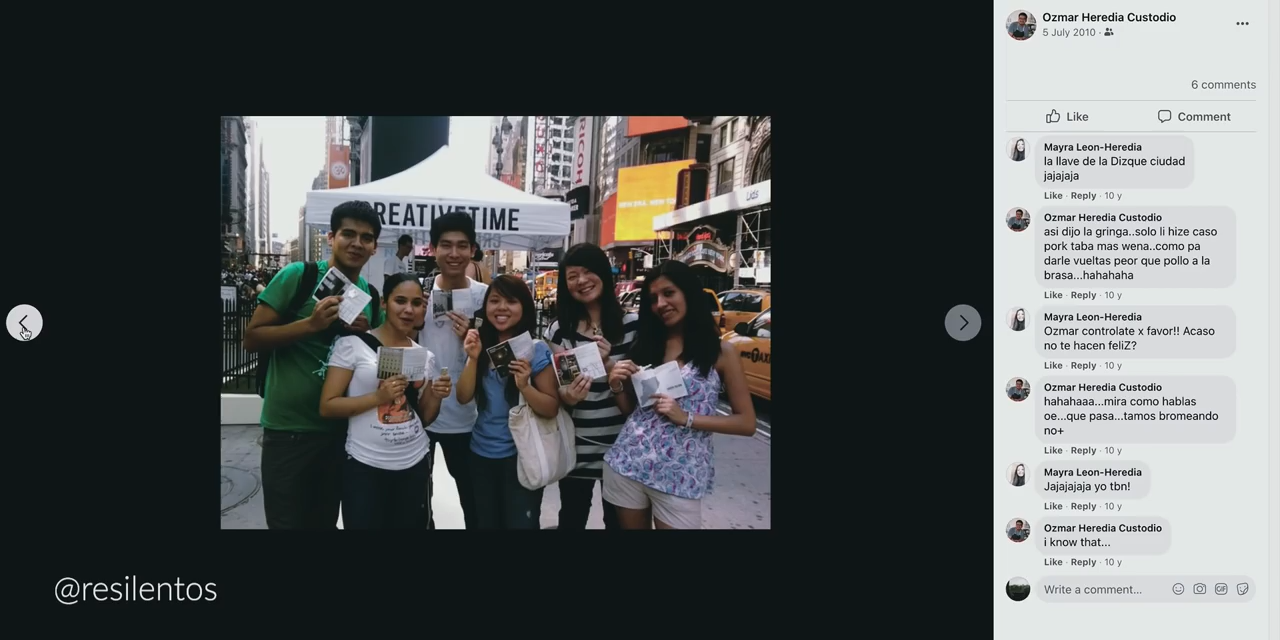 RICOH
CREATIVETIME
@resilentos
Ozmar Heredia Custodio
5 July 2010
6 comments
Like
Comment
Mayra Leon-Heredia
la llave de la Dizque ciudad
jajajaja
Like · Reply · 10 y
Ozmar Heredia Custodio
asi dijo la gringa..solo li hize caso
pork taba mas wena..como pa
darle vueltas peor que pollo a la
brasa...hahahaha
Like · Reply · 10 y
Mayra Leon-Heredia
Ozmar controlate x favor!! Acaso
no te hacen feliZ?
Like · Reply · 10 y
Ozmar Heredia Custodio
hahahaaa...mira como hablas
oe...que pasa...tamos bromeando
no+
Like · Reply · 10 y
Mayra Leon-Heredia
Jajajajaja yo tbn!
Like · Reply · 10 y
Ozmar Heredia Custodio
i know that...
Like · Reply · 10 y
Write a comment...
GIF